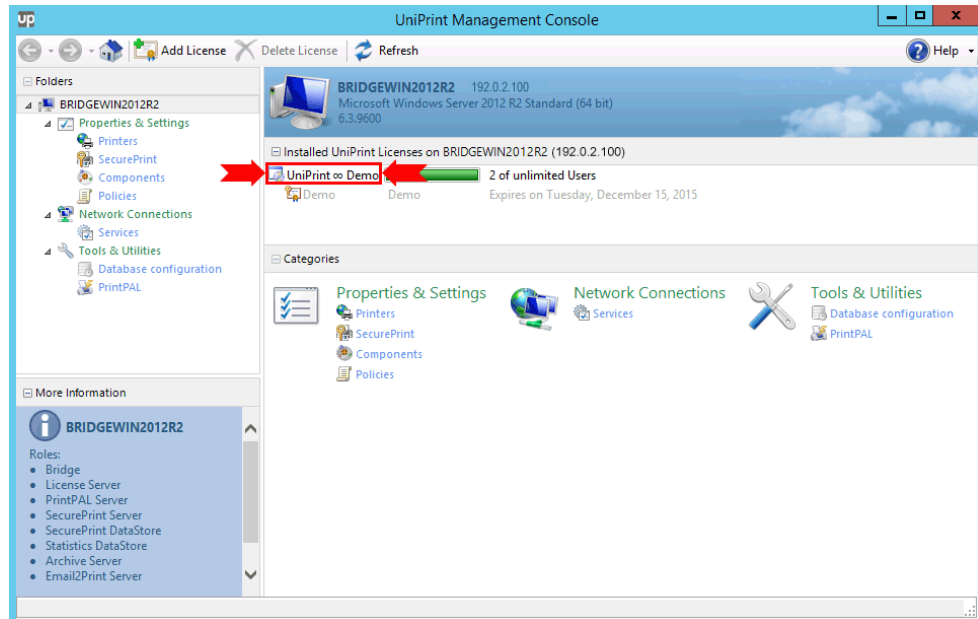 up UniPrint Management Console
Add License Delete License Refresh Help
Folders
BRIDGEWIN2012R2
Properties & Settings
Printers
SecurePrint
Components
Policies
Network Connections
Services
Tools & Utilities
Database configuration
PrintPAL
BRIDGEWIN2012R2 192.0.2.100
Microsoft Windows Server 2012 R2 Standard (64 bit)
6.3.9600
Installed UniPrint Licenses on BRIDGEWIN2012R2 (192.0.2.100)
UniPrint ∞ Demo 2 of unlimited Users
Demo Demo Expires on Tuesday, December 15, 2015
Categories
Properties & Settings
Printers
SecurePrint
Components
Policies
Network Connections
Services
Tools & Utilities
Database configuration
PrintPAL
More Information
BRIDGEWIN2012R2
Roles:
• Bridge
• License Server
• PrintPAL Server
• SecurePrint Server
• SecurePrint DataStore
• Statistics DataStore
• Archive Server
• Email2Print Server